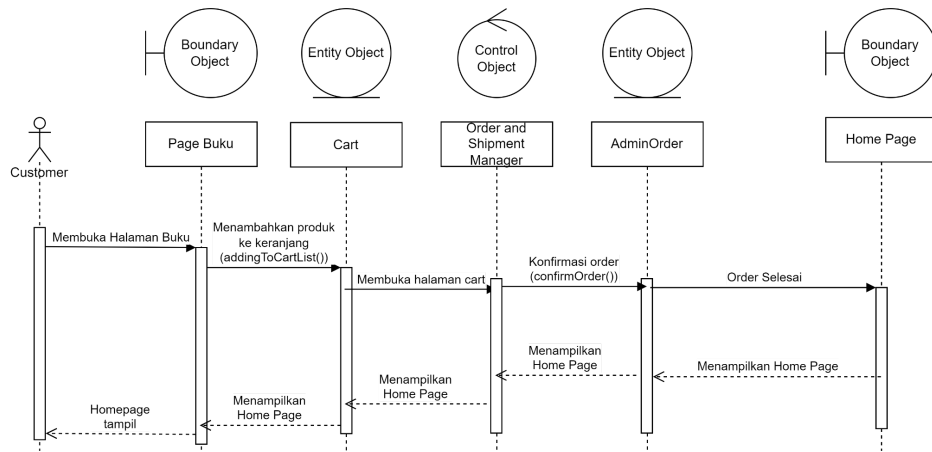 Boundary
Object
Entity Object
Control
Object
Entity Object
Boundary
Object
Customer
Page Buku
Cart
Order and
Shipment
Manager
AdminOrder
Home Page
Membuka Halaman Buku
Menambahkan produk
ke keranjang
(addingToCartList())
Membuka halaman cart
Konfirmasi order
(confirmOrder())
Order Selesai
Menampilkan Home Page
Menampilkan
Home Page
Menampilkan
Home Page
Menampilkan
Home Page
Homepage
tampil